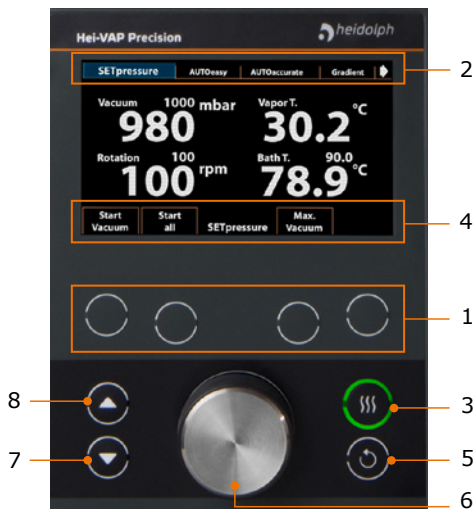 Hei-VAP Precision
heidolph
SETpressure AUTOeasy AUTOaccurate Gradient
2
Vacuum 1000 mbar Vapor T. °C
980 30.2
Rotation 100 rpm Bath T. 90.0 °C
100 78.9
4
Start Vacuum
Start all
SETpressure
Max. Vacuum
1
8
3
7
5
6